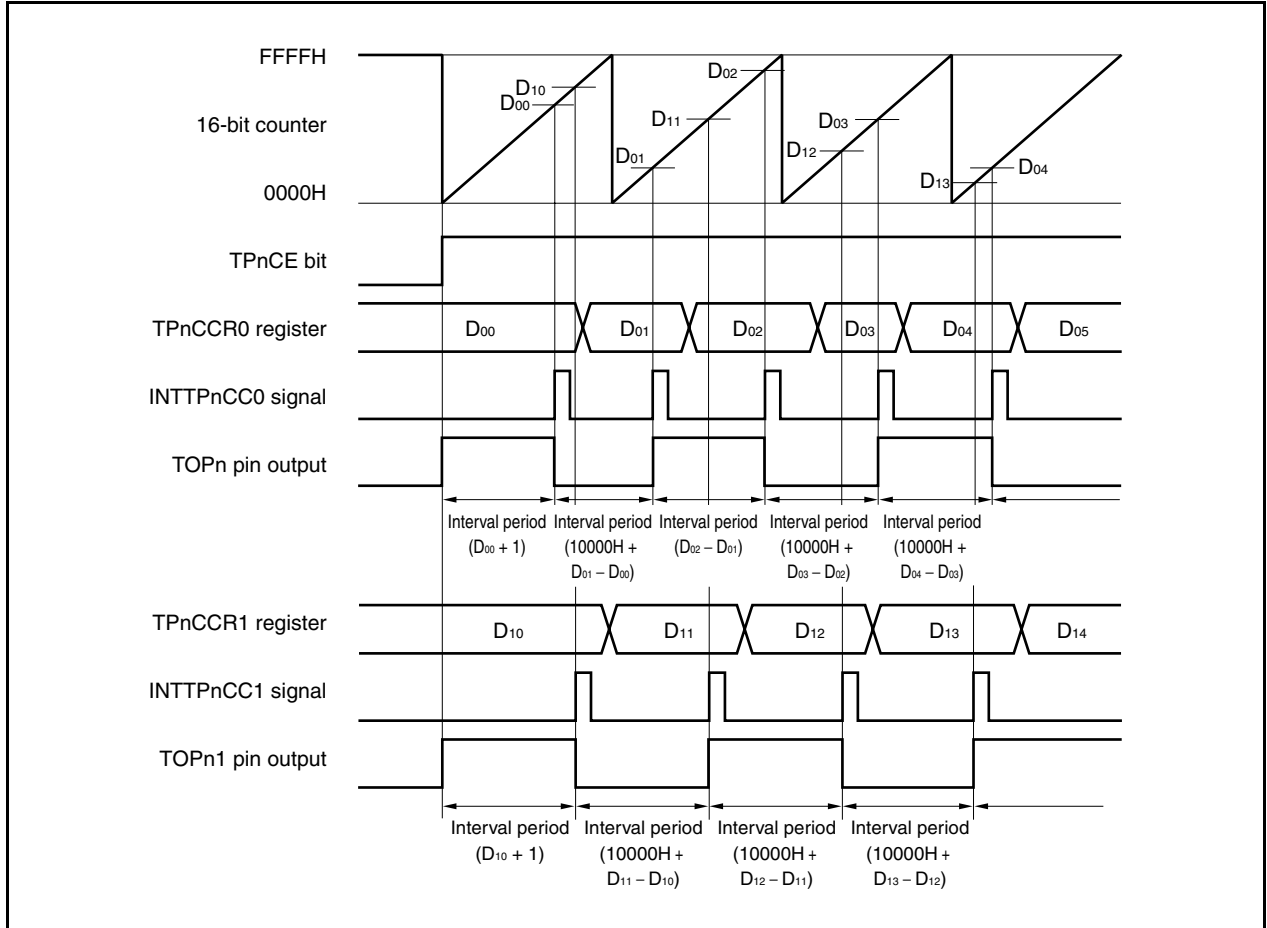 FFFFH
16-bit counter
0000H
D10
D00
D01
D11
D02
D12
D03
D13
D04
TPnCE bit
TPnCCR0 register
D00 D01 D02 D03 D04 D05
INTTPnCC0 signal
TOPn pin output
Interval period
(D00 + 1)
Interval period
(10000H +
D01 – D00)
Interval period
(D02 – D01)
Interval period
(10000H +
D03 – D02)
Interval period
(10000H +
D04 – D03)
TPnCCR1 register
D10 D11 D12 D13 D14
INTTPnCC1 signal
TOPn1 pin output
Interval period
(D10 + 1)
Interval period
(10000H +
D11 – D10)
Interval period
(10000H +
D12 – D11)
Interval period
(10000H +
D13 – D12)